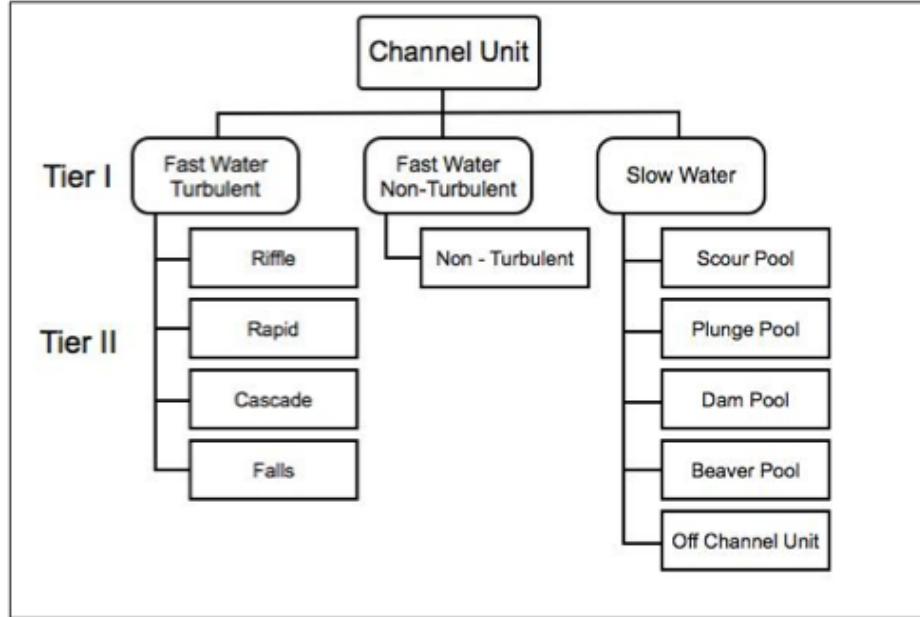 Channel Unit
Tier I
Fast Water
Turbulent
Fast Water
Non-Turbulent
Slow Water
Tier II
Riffle
Rapid
Cascade
Falls
Non - Turbulent
Scour Pool
Plunge Pool
Dam Pool
Beaver Pool
Off Channel Unit